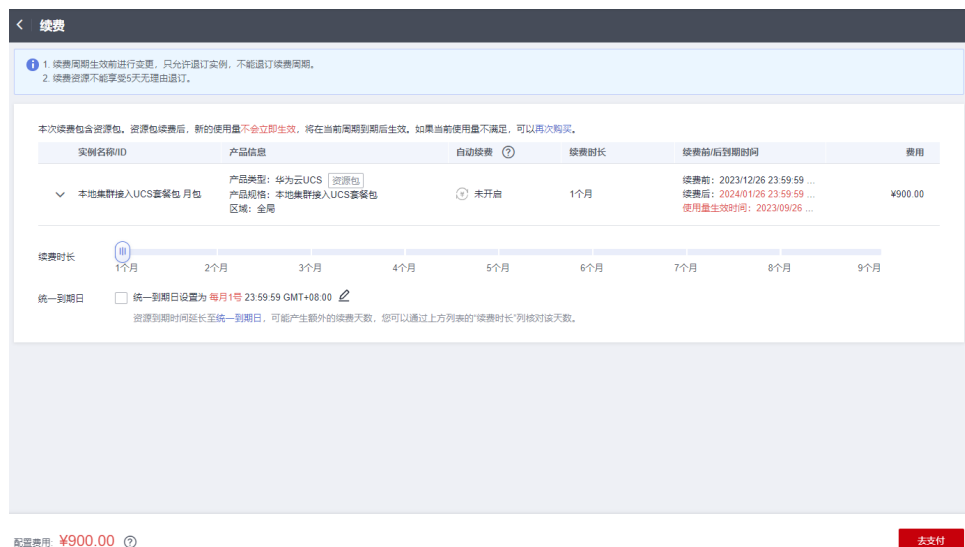 续费
1. 续费周期生效前进行变更，只允许退订实例，不能退订续费周期。
2. 续费资源不能享受5天无理由退订。
本次续费包含资源包。资源包续费后，新的使用量不会立即生效，将在当前周期到期后生效。如果当前使用量不满足，可以再次购买。
实例名称/ID 产品信息 自动续费 ? 续费时长 续费前/后到期时间 费用
本地集群接入UCS套餐包 月包
产品类型：华为云UCS 资源包
产品规格：本地集群接入UCS套餐包
区域：全局
未开启
1个月
续费前：2023/12/26 23:59:59 ...
续费后：2024/01/26 23:59:59 ...
使用量生效时间：2023/09/26 ...
¥900.00
续费时长
1个月 2个月 3个月 4个月 5个月 6个月 7个月 8个月 9个月
统一到期日 统一到期日设置为 每月1号 23:59:59 GMT+08:00
资源到期时间延长至统一到期日，可能产生额外的续费天数，您可以通过上方列表的“续费时长”列核对该天数。
配置费用: ¥900.00 ?
去支付